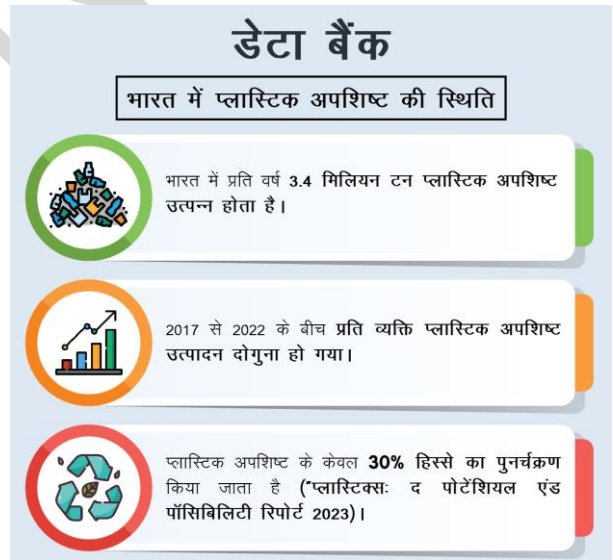 डेटा बैंक
भारत में प्लास्टिक अपशिष्ट की स्थिति
भारत में प्रति वर्ष 3.4 मिलियन टन प्लास्टिक अपशिष्ट
उत्पन्न होता है।
2017 से 2022 के बीच प्रति व्यक्ति प्लास्टिक अपशिष्ट
उत्पादन दोगुना हो गया।
प्लास्टिक अपशिष्ट के केवल 30% हिस्से का पुनर्चक्रण
किया जाता है ("प्लास्टिक्सः द पोटेंशियल एंड
पॉसिबिलिटी रिपोर्ट 2023)।